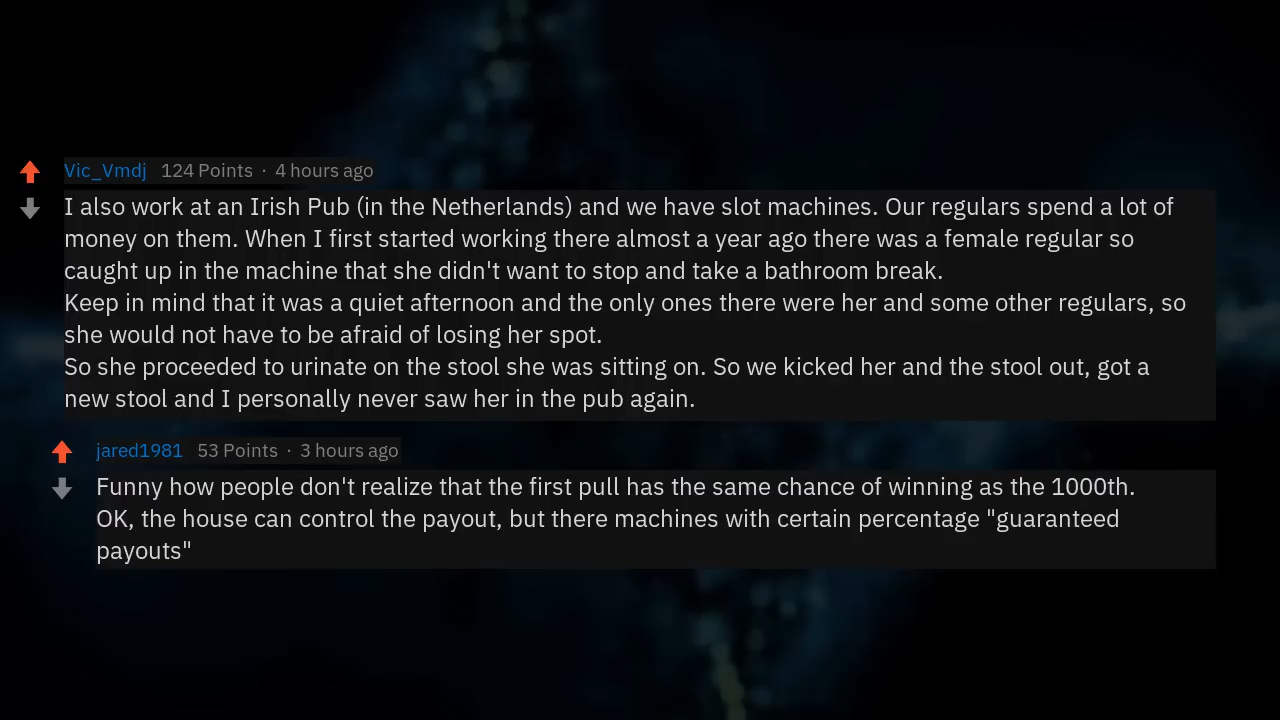 Vic_Vmdj 124 Points · 4 hours ago
I also work at an Irish Pub (in the Netherlands) and we have slot machines. Our regulars spend a lot of
money on them. When I first started working there almost a year ago there was a female regular so
caught up in the machine that she didn't want to stop and take a bathroom break.
Keep in mind that it was a quiet afternoon and the only ones there were her and some other regulars, so
she would not have to be afraid of losing her spot.
So she proceeded to urinate on the stool she was sitting on. So we kicked her and the stool out, got a
new stool and I personally never saw her in the pub again.
jared1981 53 Points · 3 hours ago
Funny how people don't realize that the first pull has the same chance of winning as the 1000th.
OK, the house can control the payout, but there machines with certain percentage "guaranteed
payouts"